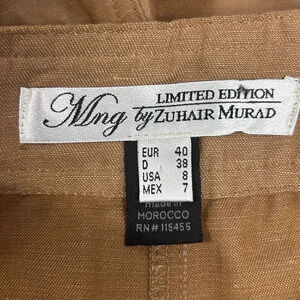 Mng by
LIMITED EDITION
ZUHAIR MURAD
EUR 40
D 38
USA 8
MEX 7
made in
MOROCCO
RN# 115455